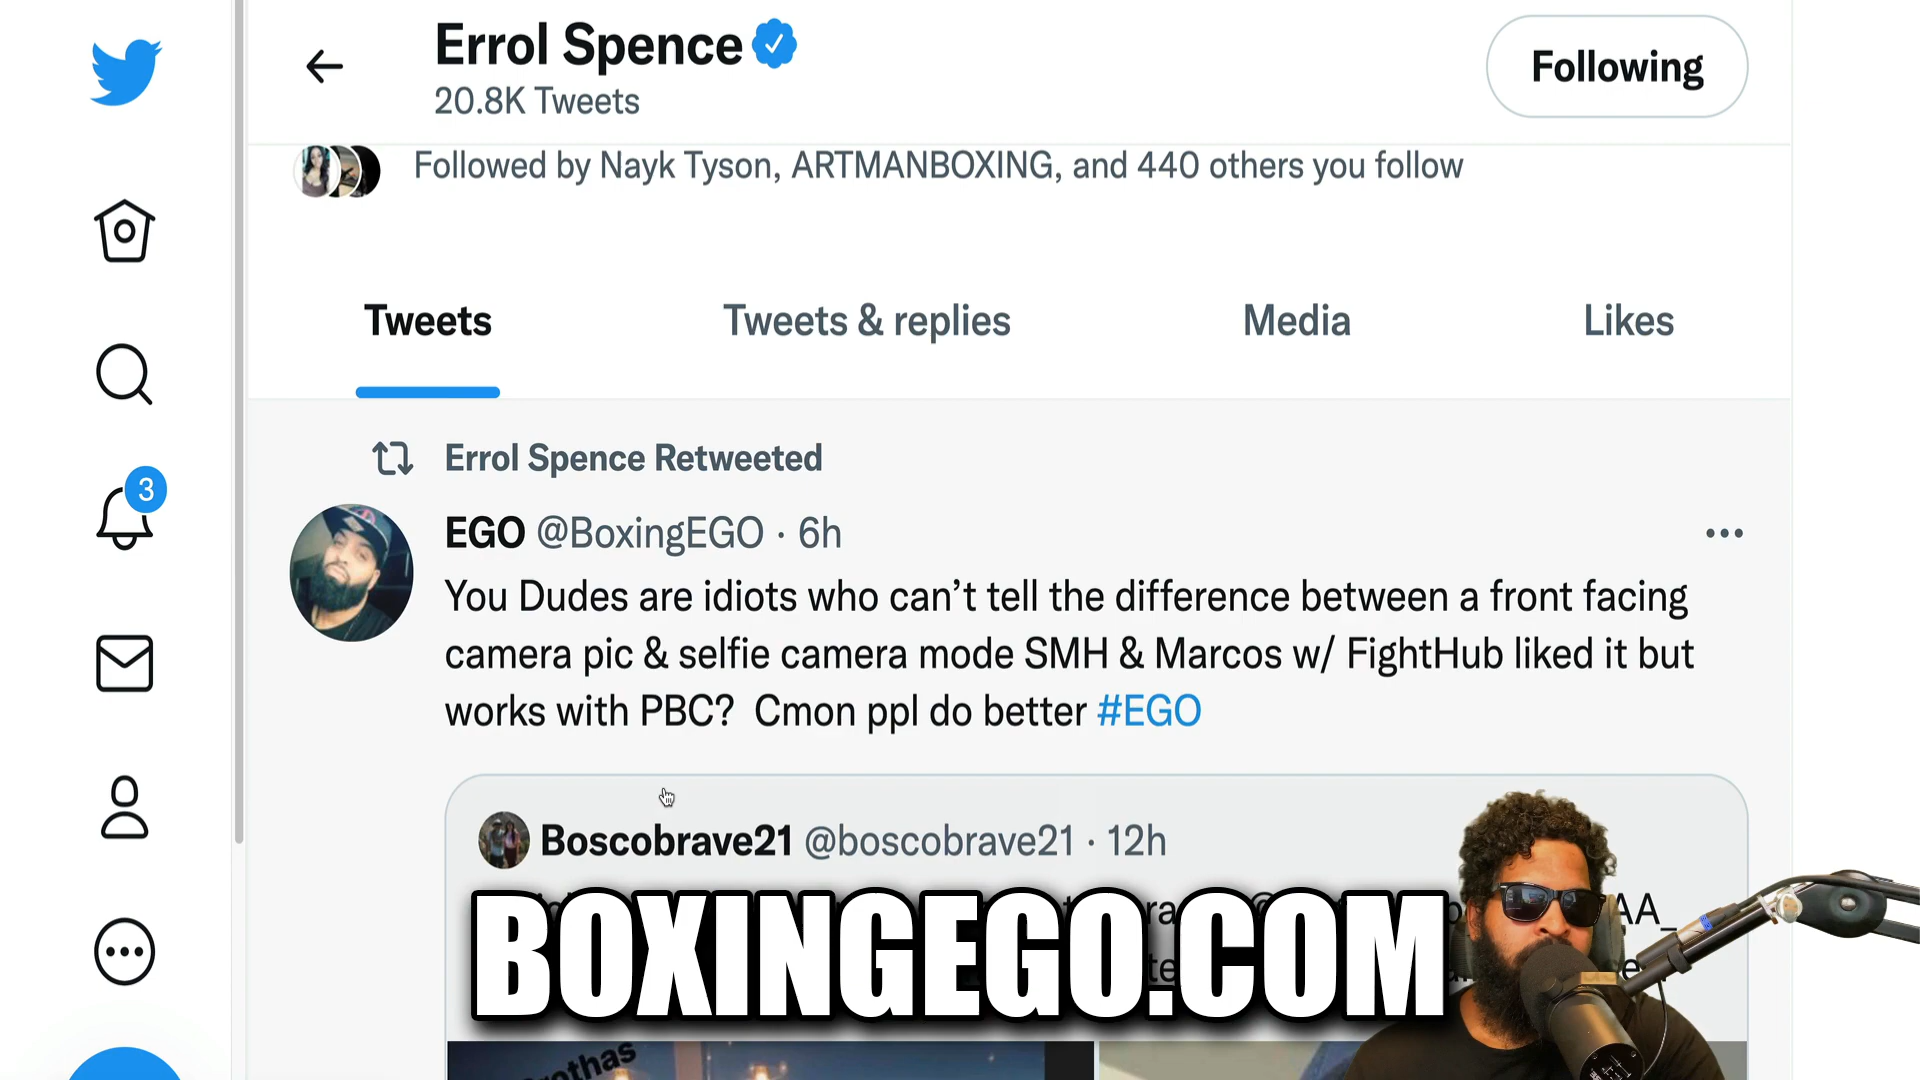 Errol Spence
20.8K Tweets
Following
Followed by Nayk Tyson, ARTMANBOXING, and 440 others you follow
Tweets
Tweets & replies
Media
Likes
Errol Spence Retweeted
3
EGO @BoxingEGO · 6h
You Dudes are idiots who can't tell the difference between a front facing
camera pic & selfie camera mode SMH & Marcos w/ FightHub liked it but
works with PBC?  Cmon ppl do better #EGO
Boscobrave21 @boscobrave21 · 12h
BOXINGEGO.COM